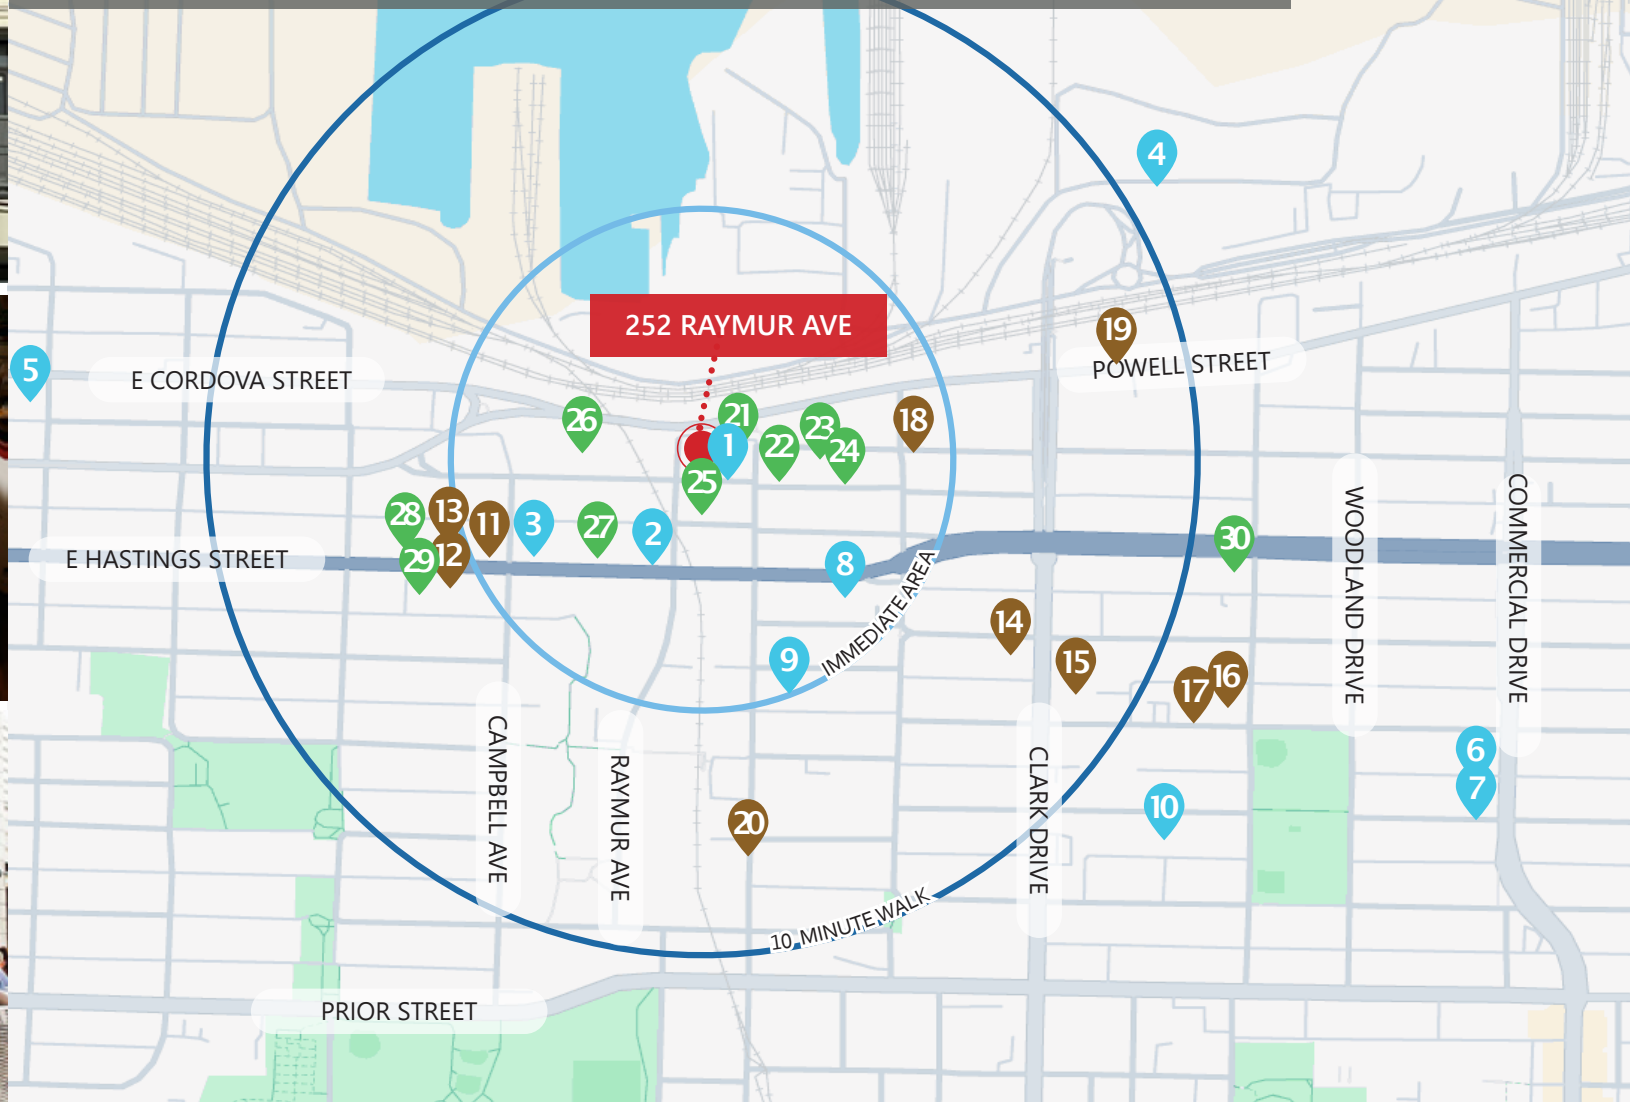 4
252 RAYMUR AVE
19
POWELL STREET
5
E CORDOVA STREET
26
21
1
22
23
24
18
25
28
13
11
3
27
2
30
E HASTINGS STREET
29
12
8
IMMEDIATE AREA
WOODLAND DRIVE
COMMERCIAL DRIVE
14
15
9
17
16
CAMPBELL AVE
RAYMUR AVE
CLARK DRIVE
6
7
10
20
10 MINUTE WALK
PRIOR STREET